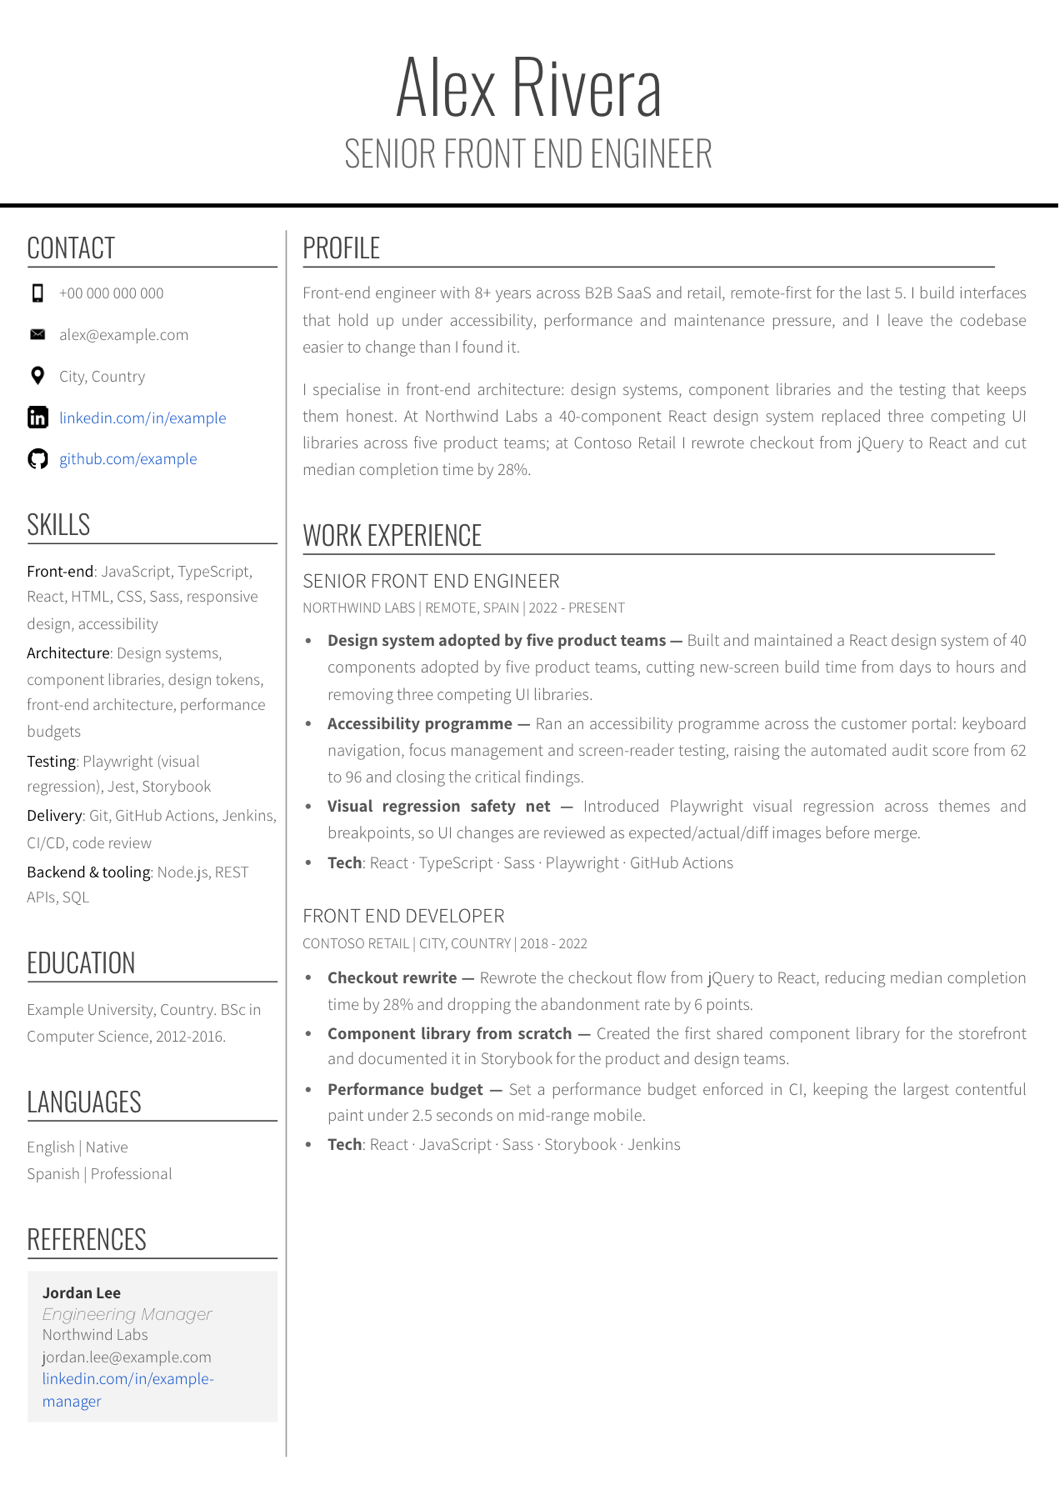 Alex Rivera
SENIOR FRONT END ENGINEER
CONTACT
+00 000 000 000
alex@example.com
City, Country
linkedin.com/in/example
github.com/example
SKILLS
Front-end: JavaScript, TypeScript,
React, HTML, CSS, Sass, responsive
design, accessibility
Architecture: Design systems,
component libraries, design tokens,
front-end architecture, performance
budgets
Testing: Playwright (visual
regression), Jest, Storybook
Delivery: Git, GitHub Actions, Jenkins,
CI/CD, code review
Backend & tooling: Node.js, REST
APIs, SQL
EDUCATION
Example University, Country. BSc in
Computer Science, 2012-2016.
LANGUAGES
English | Native
Spanish | Professional
REFERENCES
Jordan Lee
Engineering Manager
Northwind Labs
jordan.lee@example.com
linkedin.com/in/example-
manager
PROFILE
Front-end engineer with 8+ years across B2B SaaS and retail, remote-first for the last 5. I build interfaces
that hold up under accessibility, performance and maintenance pressure, and I leave the codebase
easier to change than I found it.
I specialise in front-end architecture: design systems, component libraries and the testing that keeps
them honest. At Northwind Labs a 40-component React design system replaced three competing UI
libraries across five product teams; at Contoso Retail I rewrote checkout from jQuery to React and cut
median completion time by 28%.
WORK EXPERIENCE
SENIOR FRONT END ENGINEER
NORTHWIND LABS | REMOTE, SPAIN | 2022 - PRESENT
• Design system adopted by five product teams — Built and maintained a React design system of 40
components adopted by five product teams, cutting new-screen build time from days to hours and
removing three competing UI libraries.
• Accessibility programme — Ran an accessibility programme across the customer portal: keyboard
navigation, focus management and screen-reader testing, raising the automated audit score from 62
to 96 and closing the critical findings.
• Visual regression safety net — Introduced Playwright visual regression across themes and
breakpoints, so UI changes are reviewed as expected/actual/diff images before merge.
• Tech: React · TypeScript · Sass · Playwright · GitHub Actions
FRONT END DEVELOPER
CONTOSO RETAIL | CITY, COUNTRY | 2018 - 2022
• Checkout rewrite — Rewrote the checkout flow from jQuery to React, reducing median completion
time by 28% and dropping the abandonment rate by 6 points.
• Component library from scratch — Created the first shared component library for the storefront
and documented it in Storybook for the product and design teams.
• Performance budget — Set a performance budget enforced in CI, keeping the largest contentful
paint under 2.5 seconds on mid-range mobile.
• Tech: React · JavaScript · Sass · Storybook · Jenkins